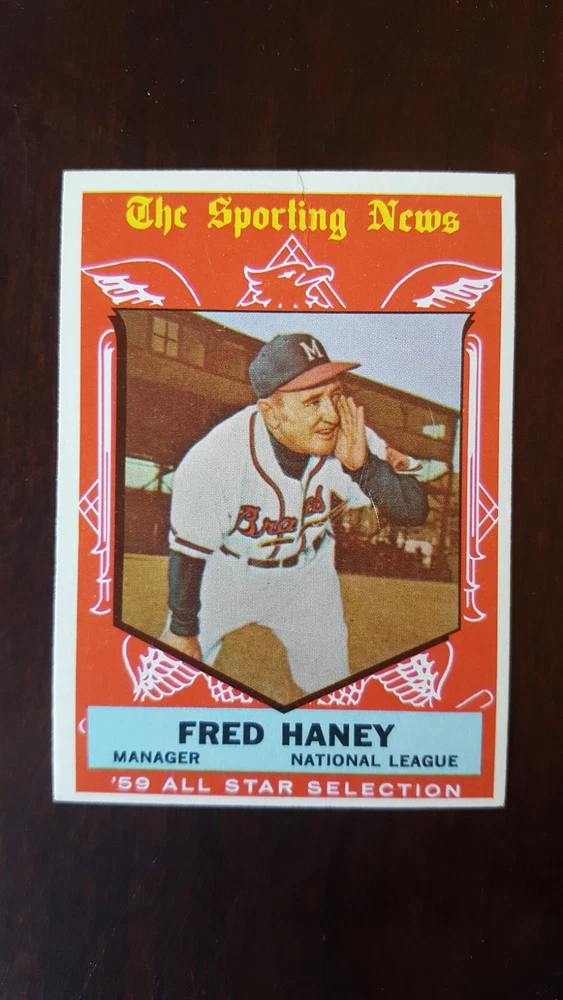 The Sporting News
M
Braves
FRED HANEY
MANAGER NATIONAL LEAGUE
'59 ALL STAR SELECTION